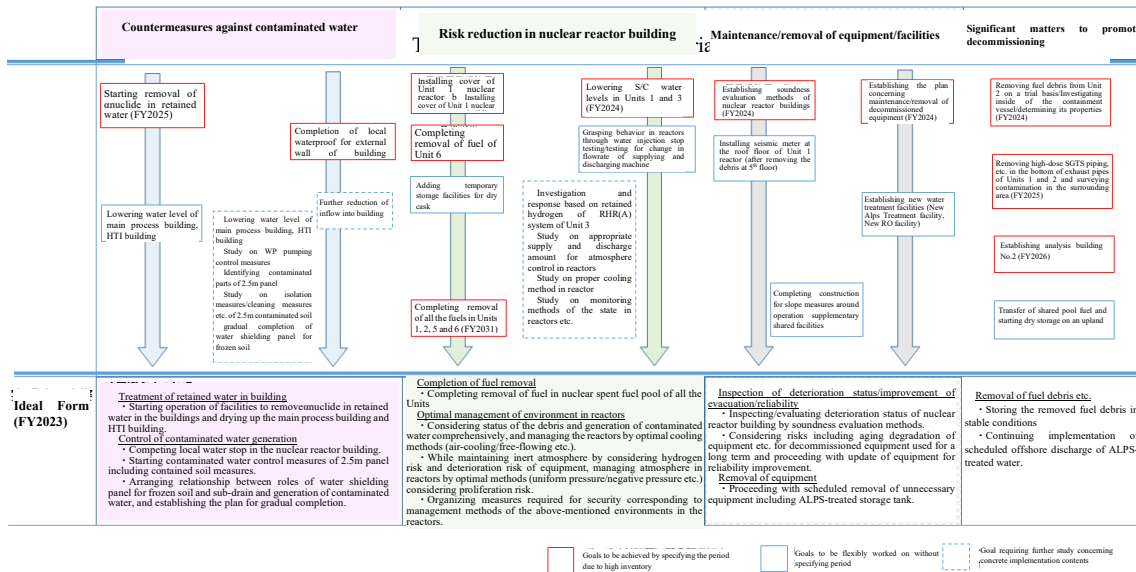 Countermeasures against contaminated water
Risk reduction in nuclear reactor building
Maintenance/removal of equipment/facilities
Significant matters to promot
decommissioning
Starting removal of
αnuclide in retained
water (FY2025)
Lowering water level of
main process building,
HTI building
Completion of local
waterproof for external
wall of building
Further reduction of
inflow into building
Lowering water level of
main process building, HTI
building
Study on WP pumping
control measures
Identifying contaminated
parts of 2.5m panel
Study on isolation
measures/cleaning measures
etc. of 2.5m contaminated soil
gradual completion of
water shielding panel for
frozen soil
Installing cover of
Unit 1 nuclear
reactor b Installing
cover of Unit 1 nuclear
Completing
removal of fuel of
Unit 6
Adding temporary
storage facilities for dry
cask
Completing removal
of all the fuels in Units
1, 2, 5 and 6 (FY2031)
Lowering S/C water
levels in Units 1 and 3
(FY2024)
Grasping behavior in reactors
through water injection stop
testing/testing for change in
flowrate of supplying and
discharging machine
Investigation and
response based on retained
hydrogen of RHR(A)
system of Unit 3
Study on appropriate
supply and discharge
amount for atmosphere
control in reactors
Study on proper cooling
method in reactor
Study on monitoring
methods of the state in
reactors etc.
Establishing soundness
evaluation methods of
nuclear reactor buildings
(FY2024)
Installing seismic meter at
the roof floor of Unit 1
reactor (after removing the
debris at 5th floor)
Completing construction
for slope measures around
operation supplementary
shared facilities
Establishing the plan
concerning
maintenance/removal of
decommissioned
equipment (FY2024)
Establishing new water
treatment facilities (New
Alps Treatment facility,
New RO facility)
Removing fuel debris from Unit
2 on a trial basis/Investigating
inside of the containment
vessel/determining its properties
(FY2024)
Removing high-dose SGTS piping,
etc. in the bottom of exhaust pipes
of Units 1 and 2 and surveying
contamination in the surrounding
area (FY2025)
Establishing analysis building
No.2 (FY2026)
Transfer of shared pool fuel and
starting dry storage on an upland
Ideal Form
(FY2023)
Treatment of retained water in building
・Starting operation of facilities to removemuclide in retained
water in the buildings and drying up the main process building and
HTI building.
Control of contaminated water generation
・Competing local water stop in the nuclear reactor building.
・Starting contaminated water control measures of 2.5m panel
including contained soil measures.
・Arranging relationship between roles of water shielding
panel for frozen soil and sub-drain and generation of contaminated
water, and establishing the plan for gradual completion.
Completion of fuel removal
・Completing removal of fuel in nuclear spent fuel pool of all the
Units
Optimal management of environment in reactors
・Considering status of the debris and generation of contaminated
water comprehensively, and managing the reactors by optimal cooling
methods (air-cooling/free-flowing etc.).
・While maintaining inert atmosphere by considering hydrogen
risk and deterioration risk of equipment, managing atmosphere in
reactors by optimal methods (uniform pressure/negative pressure etc.)
considering proliferation risk.
・Organizing measures required for security corresponding to
management methods of the above-mentioned environments in the
reactors.
Inspection of deterioration status/improvement of
evacuation/reliability
・Inspecting/evaluating deterioration status of nuclear
reactor building by soundness evaluation methods.
・Considering risks including aging degradation of
equipment etc. for decommissioned equipment used for a
long term and proceeding with update of equipment for
reliability improvement.
Removal of equipment
・Proceeding with scheduled removal of unnecessary
equipment including ALPS-treated storage tank.
Removal of fuel debris etc.
・Storing the removed fuel debris in
stable conditions
・Continuing implementation of
scheduled offshore discharge of ALPS-
treated water.
Goals to be achieved by specifying the period
due to high inventory
Goals to be flexibly worked on without
specifying period
Goal requiring further study concerning
concrete implementation contents